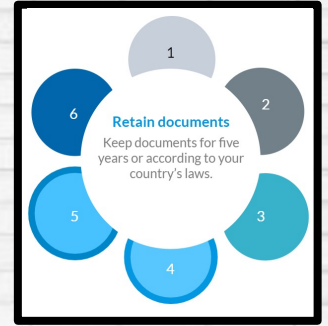 1
2
6
Retain documents
Keep documents for five
years or according to your
country's laws.
5
3
4